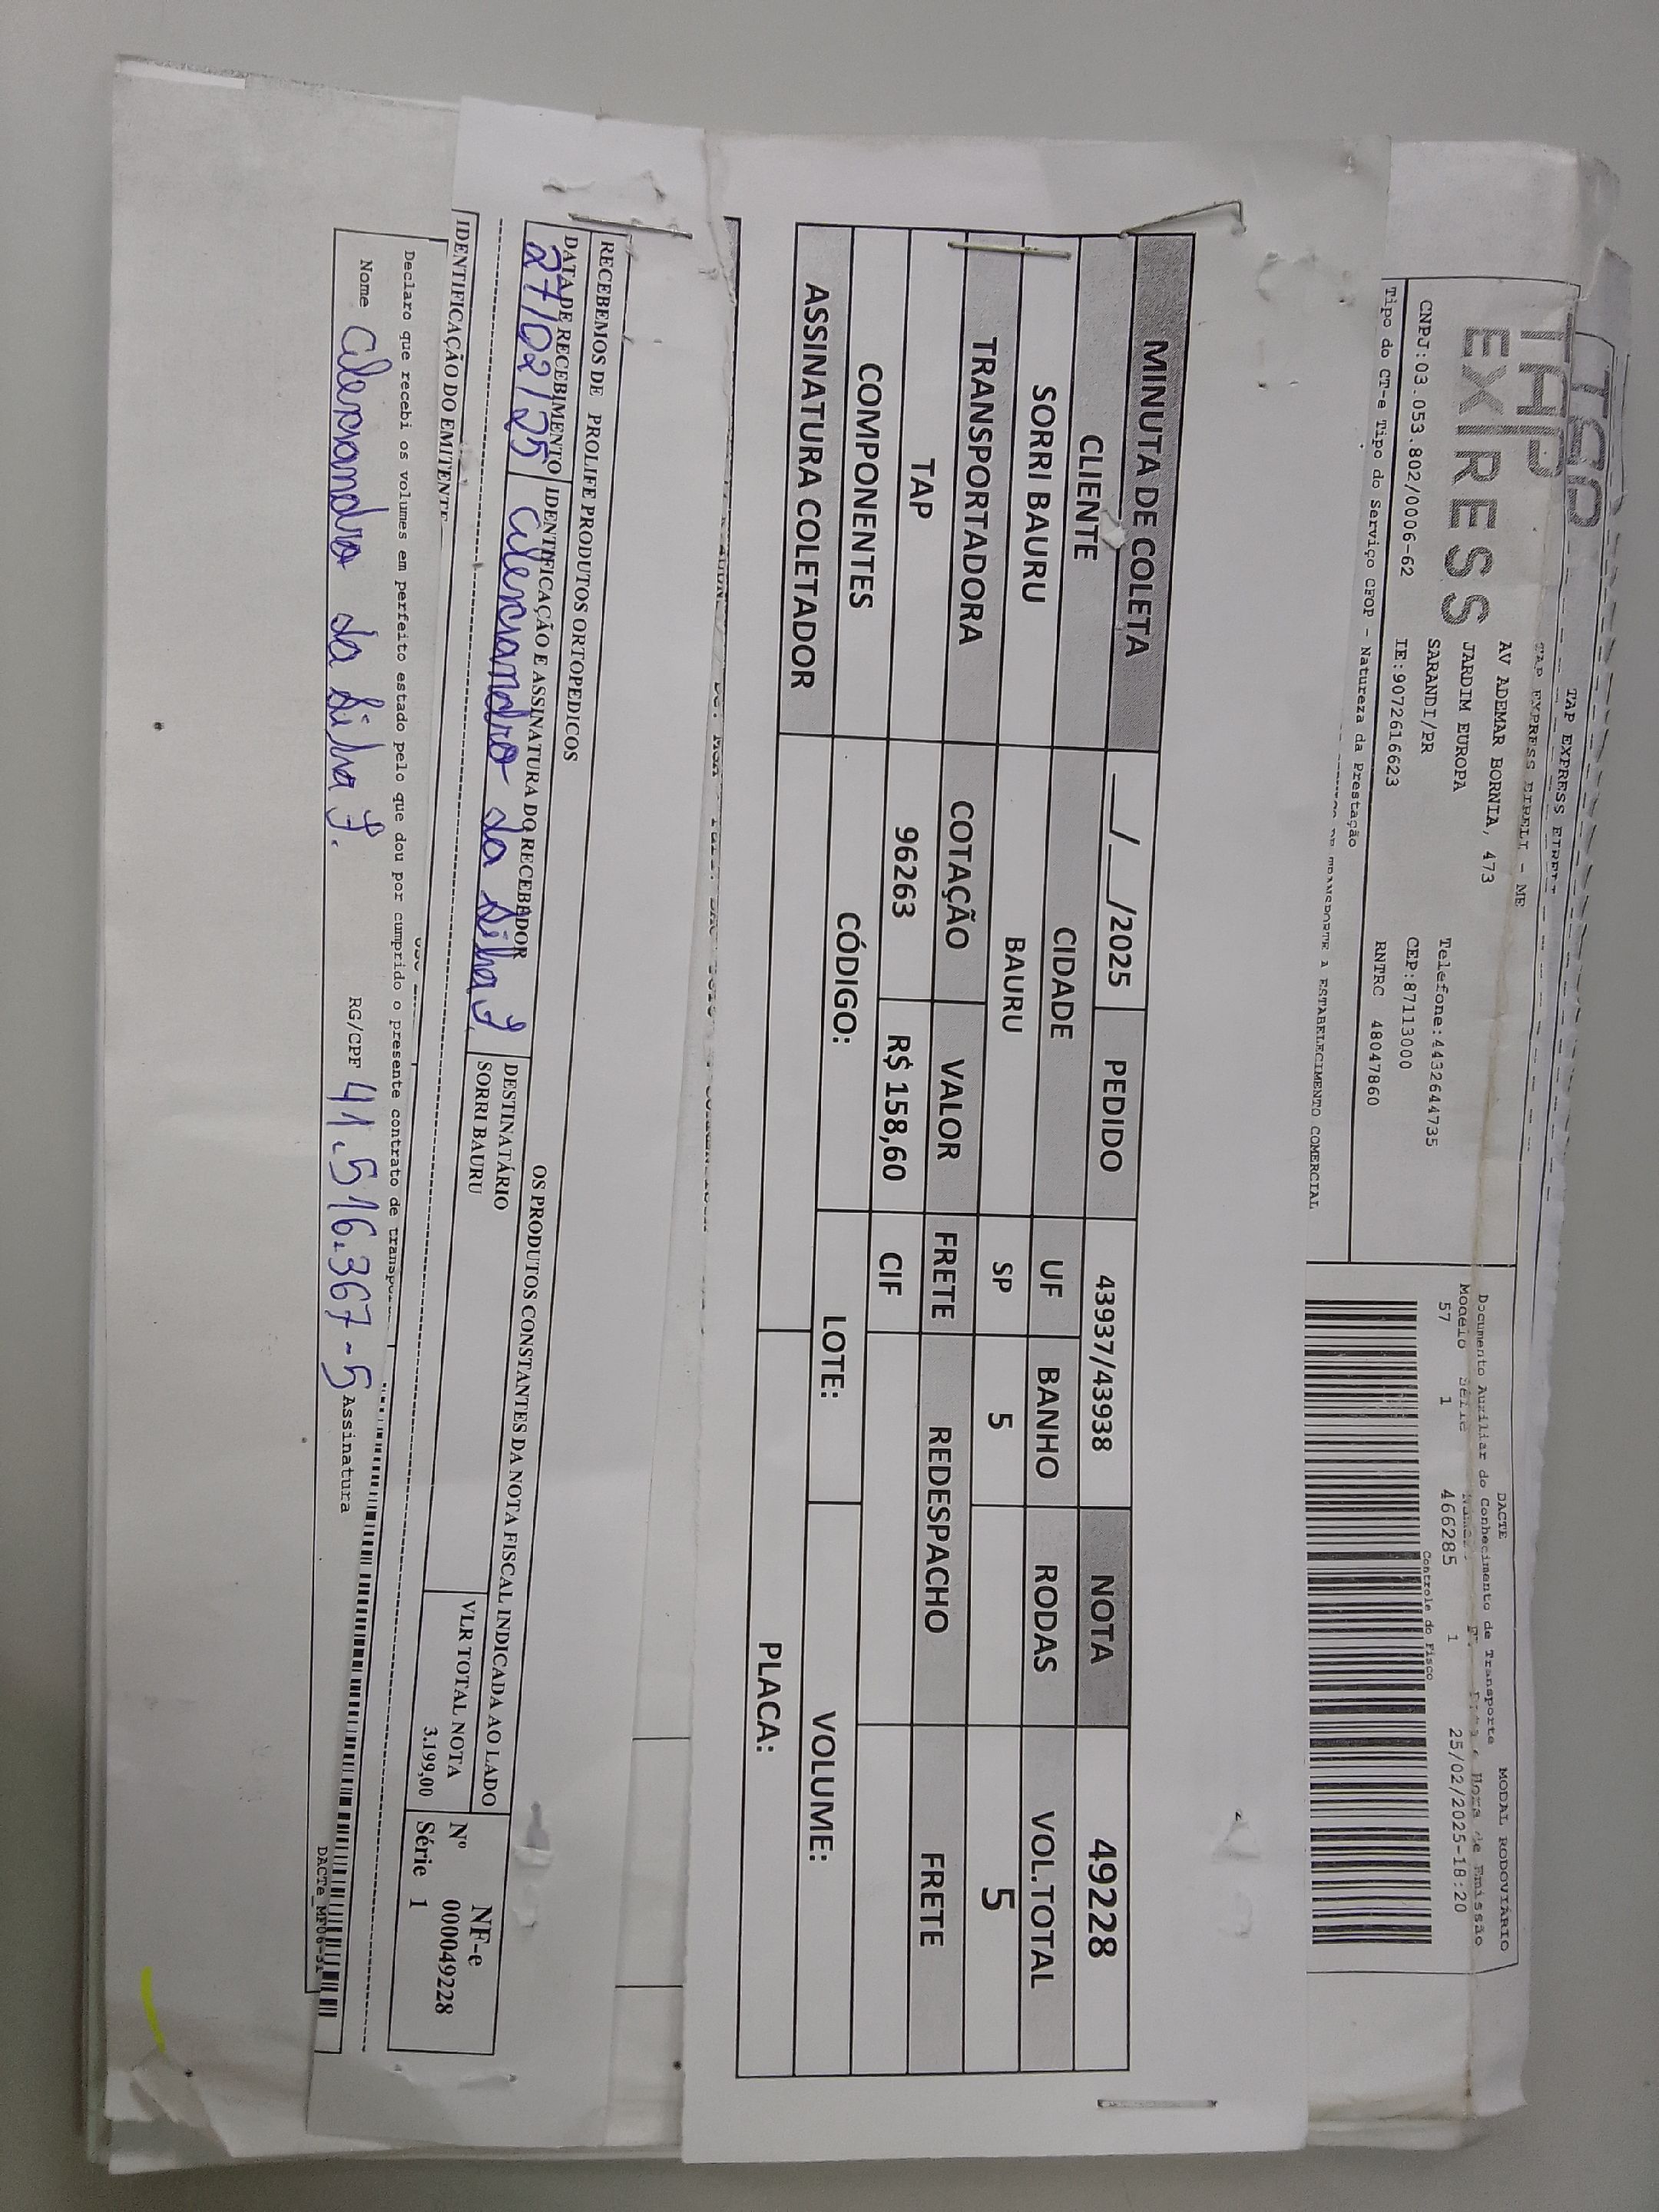 TAP EXPRESS
TAP EXPRESS EIRELI - ME
AV ADEMAR BORNIA, 473
JARDIM EUROPA
SARANDI/PR
Telefone:4432644735
CNPJ:03.053.802/0006-62
IE:9072616623
CEP:87113000
RNTRC 48047860
Tipo do CT-e Tipo do Serviço CFOP - Natureza da Prestação
TRANSPORTE A ESTABELECIMENTO COMERCIAL
DACTE
Documento Auxiliar do Conhecimento de Transporte
MODAL RODOVIÁRIO
Modelo Série
57 1 466285 1 25/02/2025-18:20
Controle do Fisco
MINUTA DE COLETA __/__/2025 PEDIDO 43937/43938 NOTA 49228
CLIENTE CIDADE UF BANHO RODAS VOL.TOTAL
SORRI BAURU BAURU SP 5 5
TRANSPORTADORA COTAÇÃO VALOR FRETE REDESPACHO FRETE
TAP 96263 R$ 158,60 CIF
COMPONENTES CÓDIGO: LOTE: VOLUME:
ASSINATURA COLETADOR PLACA:
RECEBEMOS DE PROLIFE PRODUTOS ORTOPEDICOS OS PRODUTOS CONSTANTES DA NOTA FISCAL INDICADA AO LADO
DATA DE RECEBIMENTO IDENTIFICAÇÃO E ASSINATURA DO RECEBEDOR DESTINATÁRIO VLR TOTAL NOTA
27/02/25 da Silva SORRI BAURU 3.199,00
NF-e
Nº 000049228
Série 1
IDENTIFICAÇÃO DO EMITENTE
Declaro que recebi os volumes em perfeito estado pelo que dou por cumprido o presente contrato de
Nome da Silva RG/CPF 41.516.367-5 Assinatura